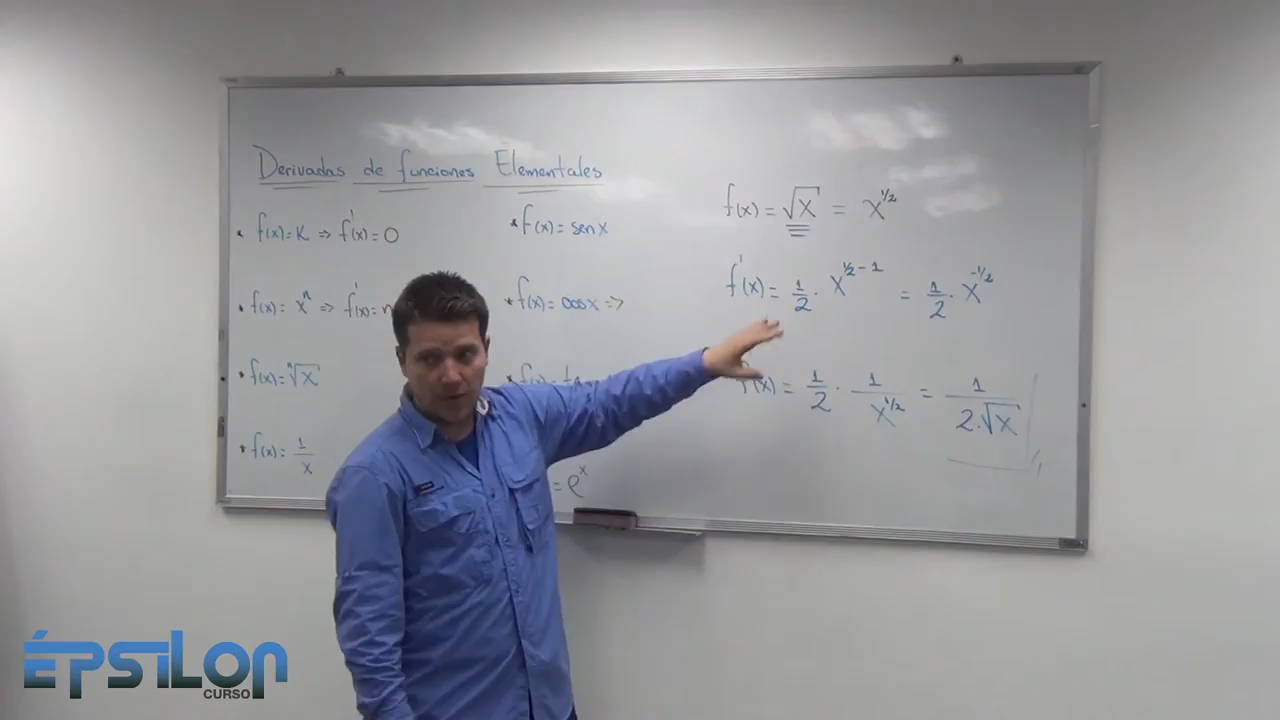 Derivadas de funciones Elementales
* f(x) = K ⇒ f'(x) = 0
* f(x) = xⁿ ⇒ f'(x) = n
* f(x) = ⁿ√x
* f(x) = 1/x
* f(x) = sen x
* f(x) = cos x ⇒
* f(x) = t
= eˣ
f(x) = √x = x^1/2
f'(x) = 1/2 · x^1/2 - 1 = 1/2 · x^-1/2
f'(x) = 1/2 · 1/x^1/2 = 1/2·√x
ÉPSILON
CURSO